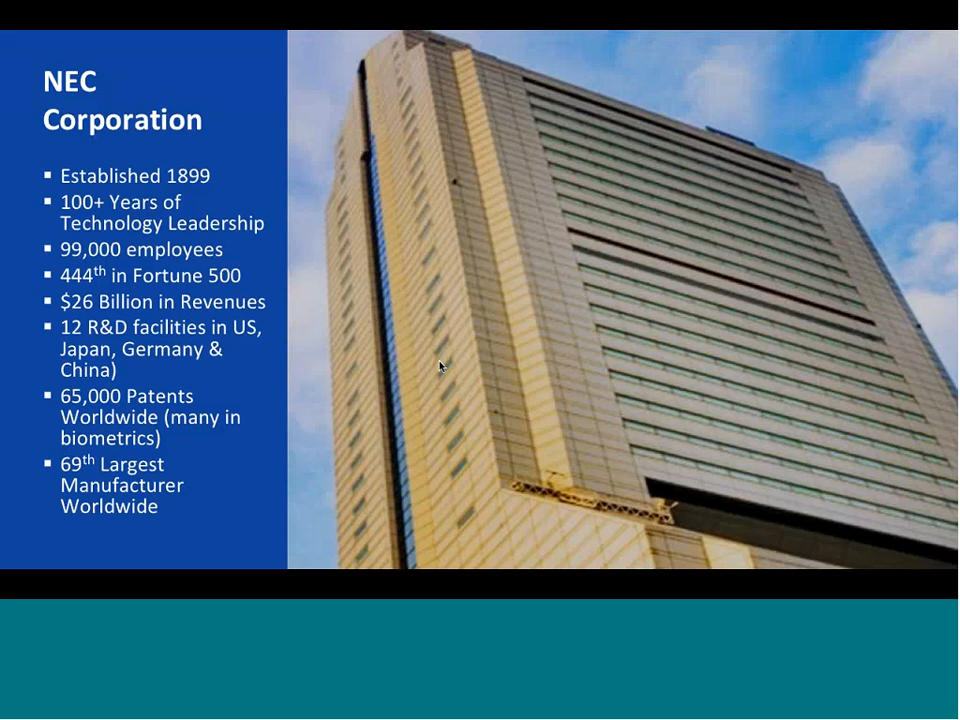 NEC
Corporation
▪ Established 1899
▪ 100+ Years of
Technology Leadership
▪ 99,000 employees
▪ 444th in Fortune 500
▪ $26 Billion in Revenues
▪ 12 R&D facilities in US,
Japan, Germany &
China)
▪ 65,000 Patents
Worldwide (many in
biometrics)
▪ 69th Largest
Manufacturer
Worldwide